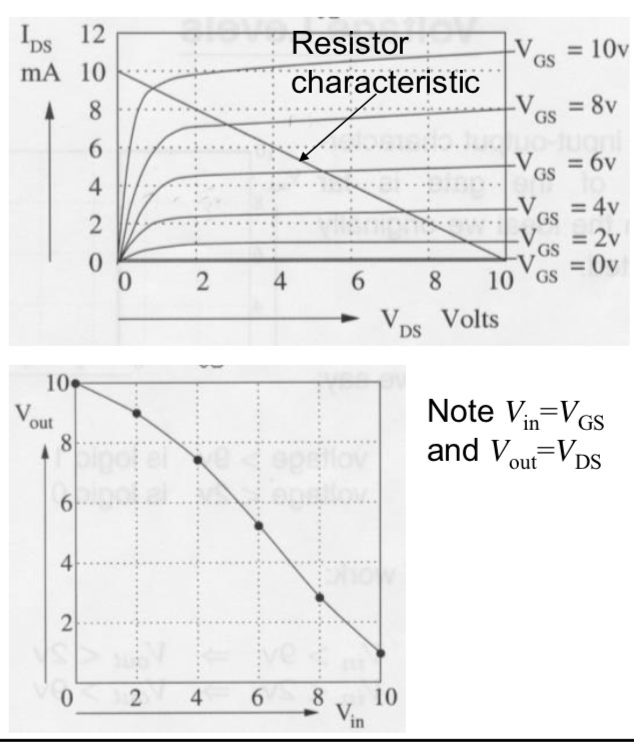 I_DS
mA
12
10
8
6
4
2
0
Resistor
characteristic
V_GS = 10v
V_GS = 8v
V_GS = 6v
V_GS = 4v
V_GS = 2v
V_GS = 0v
0 2 4 6 8 10
V_DS Volts
10
V_out
8
6
4
2
0 2 4 6 8 10
V_in
Note V_in=V_GS
and V_out=V_DS